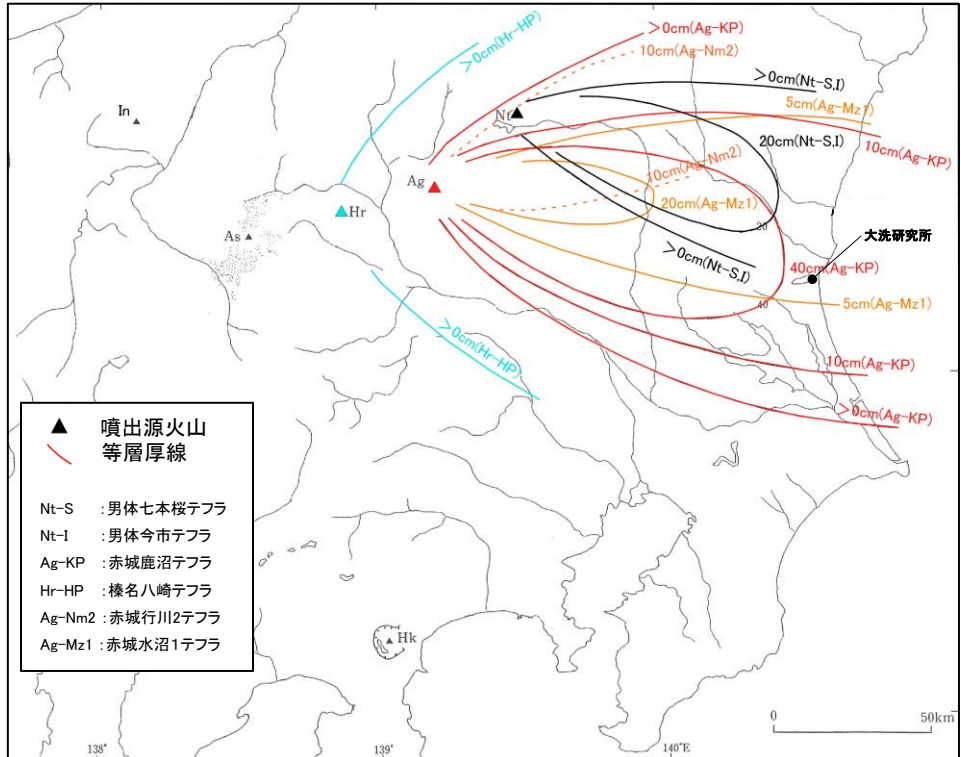 >0cm(Hr-HP)
>0cm(Ag-KP)
10cm(Ag-Nm2)
>0cm(Nt-S,I)
5cm(Ag-Mz1)
In
Nt
20cm(Nt-S,I)
10cm(Ag-KP)
10cm(Ag-Nm2)
Ag
20cm(Ag-Mz1)
Hr
As
20
大洗研究所
>0cm(Nt-S,I)
40cm(Ag-KP)
40
5cm(Ag-Mz1)
>0cm(Hr-HP)
10cm(Ag-KP)
>0cm(Ag-KP)
噴出源火山
等層厚線
Nt-S :男体七本桜テフラ
Nt-I :男体今市テフラ
Ag-KP :赤城鹿沼テフラ
Hr-HP :榛名八崎テフラ
Ag-Nm2 :赤城行川2テフラ
Ag-Mz1 :赤城水沼1テフラ
Hk
0 50km
138° 139° 140°E